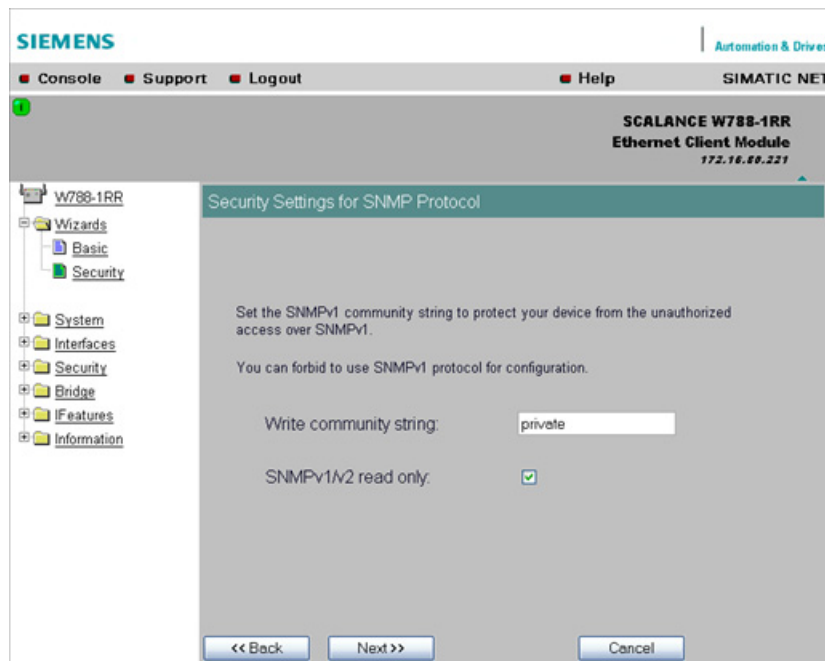 SIEMENS
Automation & Drives
Console Support Logout Help SIMATIC NET
SCALANCE W788-1RR
Ethernet Client Module
172.16.80.221
W788-1RR
Wizards
Basic
Security
System
Interfaces
Security
Bridge
IFeatures
Information
Security Settings for SNMP Protocol
Set the SNMPv1 community string to protect your device from the unauthorized
access over SNMPv1.
You can forbid to use SNMPv1 protocol for configuration.
Write community string: private
SNMPv1/v2 read only:
<< Back Next >> Cancel